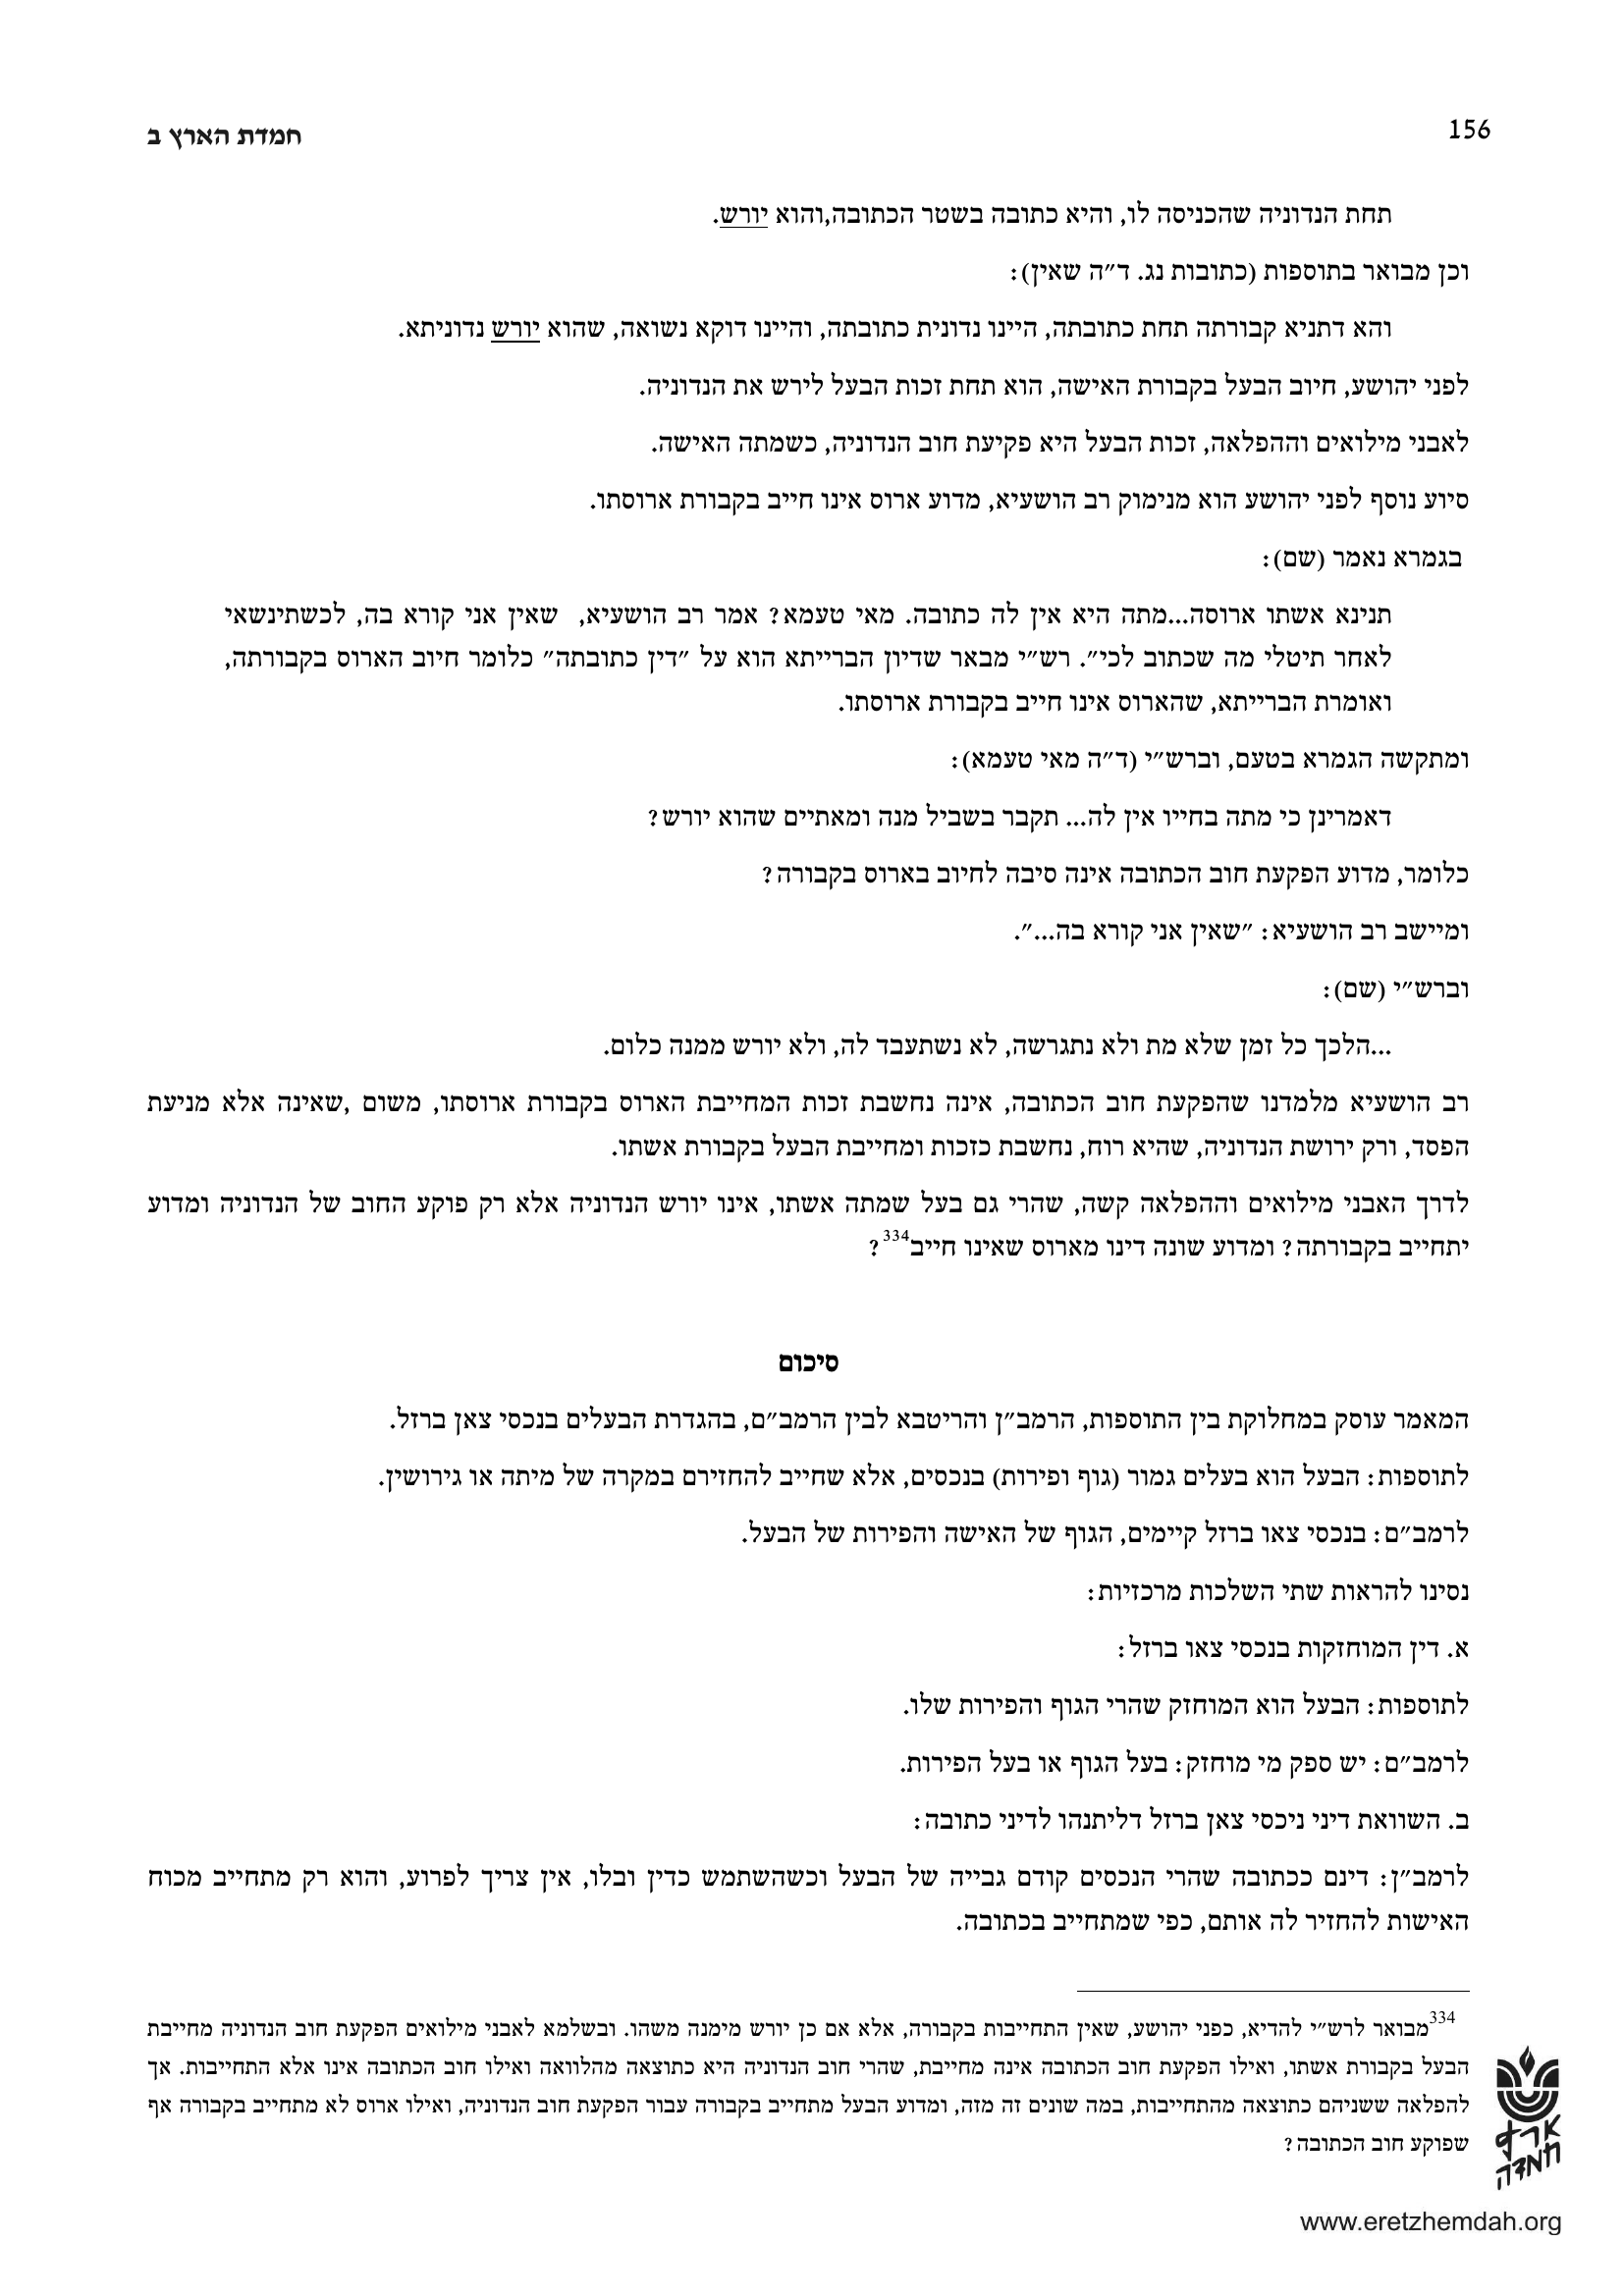 156
חמדת הארץ ב
תחת הנדוניה שהכניסה לו, והיא כתובה בשטר הכתובה,והוא יורש.
וכן מבואר בתוספות (כתובות נג. ד״ה שאין):
והא דתניא קבורתה תחת כתובתה, היינו נדונית כתובתה, והיינו דוקא נשואה, שהוא יורש נדוניתא.
לפני יהושע, חיוב הבעל בקבורת האישה, הוא תחת זכות הבעל לירש את הנדוניה.
לאבני מילואים וההפלאה, זכות הבעל היא פקיעת חוב הנדוניה, כשמתה האישה.
סיוע נוסף לפני יהושע הוא מנימוק רב הושעיא, מדוע ארוס אינו חייב בקבורת ארוסתו.
בגמרא נאמר (שם):
תנינא אשתו ארוסה...מתה היא אין לה כתובה. מאי טעמא? אמר רב הושעיא, שאין אני קורא בה, לכשתינשאי
לאחר תיטלי מה שכתוב לכי״. רש״י מבאר שדיון הברייתא הוא על ״דין כתובתה״ כלומר חיוב הארוס בקבורתה,
ואומרת הברייתא, שהארוס אינו חייב בקבורת ארוסתו.
ומתקשה הגמרא בטעם, וברש״י (ד״ה מאי טעמא):
דאמרינן כי מתה בחייו אין לה... תקבר בשביל מנה ומאתיים שהוא יורש?
כלומר, מדוע הפקעת חוב הכתובה אינה סיבה לחיוב בארוס בקבורה?
ומיישב רב הושעיא: ״שאין אני קורא בה...״.
וברש״י (שם):
...הלכך כל זמן שלא מת ולא נתגרשה, לא נשתעבד לה, ולא יורש ממנה כלום.
רב הושעיא מלמדנו שהפקעת חוב הכתובה, אינה נחשבת זכות המחייבת הארוס בקבורת ארוסתו, משום ,שאינה אלא מניעת
הפסד, ורק ירושת הנדוניה, שהיא רוח, נחשבת כזכות ומחייבת הבעל בקבורת אשתו.
לדרך האבני מילואים וההפלאה קשה, שהרי גם בעל שמתה אשתו, אינו יורש הנדוניה אלא רק פוקע החוב של הנדוניה ומדוע
יתחייב בקבורתה? ומדוע שונה דינו מארוס שאינו חייב334?
סיכום
המאמר עוסק במחלוקת בין התוספות, הרמב״ן והריטבא לבין הרמב״ם, בהגדרת הבעלים בנכסי צאן ברזל.
לתוספות: הבעל הוא בעלים גמור (גוף ופירות) בנכסים, אלא שחייב להחזירם במקרה של מיתה או גירושין.
לרמב״ם: בנכסי צאו ברזל קיימים, הגוף של האישה והפירות של הבעל.
נסינו להראות שתי השלכות מרכזיות:
א. דין המוחזקות בנכסי צאו ברזל:
לתוספות: הבעל הוא המוחזק שהרי הגוף והפירות שלו.
לרמב״ם: יש ספק מי מוחזק: בעל הגוף או בעל הפירות.
ב. השוואת דיני ניכסי צאן ברזל דליתנהו לדיני כתובה:
לרמב״ן: דינם ככתובה שהרי הנכסים קודם גבייה של הבעל וכשהשתמש כדין ובלו, אין צריך לפרוע, והוא רק מתחייב מכוח
האישות להחזיר לה אותם, כפי שמתחייב בכתובה.
334מבואר לרש״י להדיא, כפני יהושע, שאין התחייבות בקבורה, אלא אם כן יורש מימנה משהו. ובשלמא לאבני מילואים הפקעת חוב הנדוניה מחייבת
הבעל בקבורת אשתו, ואילו הפקעת חוב הכתובה אינה מחייבת, שהרי חוב הנדוניה היא כתוצאה מהלוואה ואילו חוב הכתובה אינו אלא התחייבות. אך
להפלאה ששניהם כתוצאה מהתחייבות, במה שונים זה מזה, ומדוע הבעל מתחייב בקבורה עבור הפקעת חוב הנדוניה, ואילו ארוס לא מתחייב בקבורה אף
שפוקע חוב הכתובה?
ארץ
חמדה
www.eretzhemdah.org